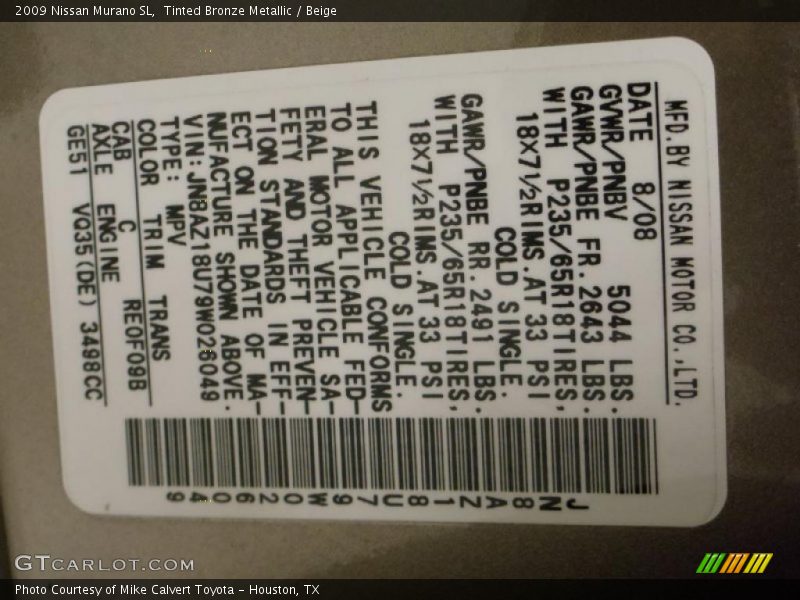 2009 Nissan Murano SL, Tinted Bronze Metallic / Beige
MFD.BY NISSAN MOTOR CO.,LTD.
DATE 8/08
GVWR/PNBV 5044 LBS.
GAWR/PNBE FR. 2643 LBS.
WITH P235/65R18TIRES,
18X7½RIMS.AT 33 PSI
COLD SINGLE.
GAWR/PNBE RR. 2491 LBS.
WITH P235/65R18TIRES,
18X7½RIMS.AT 33 PSI
COLD SINGLE.
THIS VEHICLE CONFORMS
TO ALL APPLICABLE FED-
ERAL MOTOR VEHICLE SA-
FETY AND THEFT PREVEN-
TION STANDARDS IN EFF-
ECT ON THE DATE OF MA-
NUFACTURE SHOWN ABOVE.
VIN:JN8AZ18U79W026049
TYPE: MPV
COLOR TRIM TRANS
CAB C RE0F09B
AXLE ENGINE
GE51 VQ35(DE) 3498CC
JN8AZ18U79W026049
GTCARLOT.COM
Photo Courtesy of Mike Calvert Toyota – Houston, TX